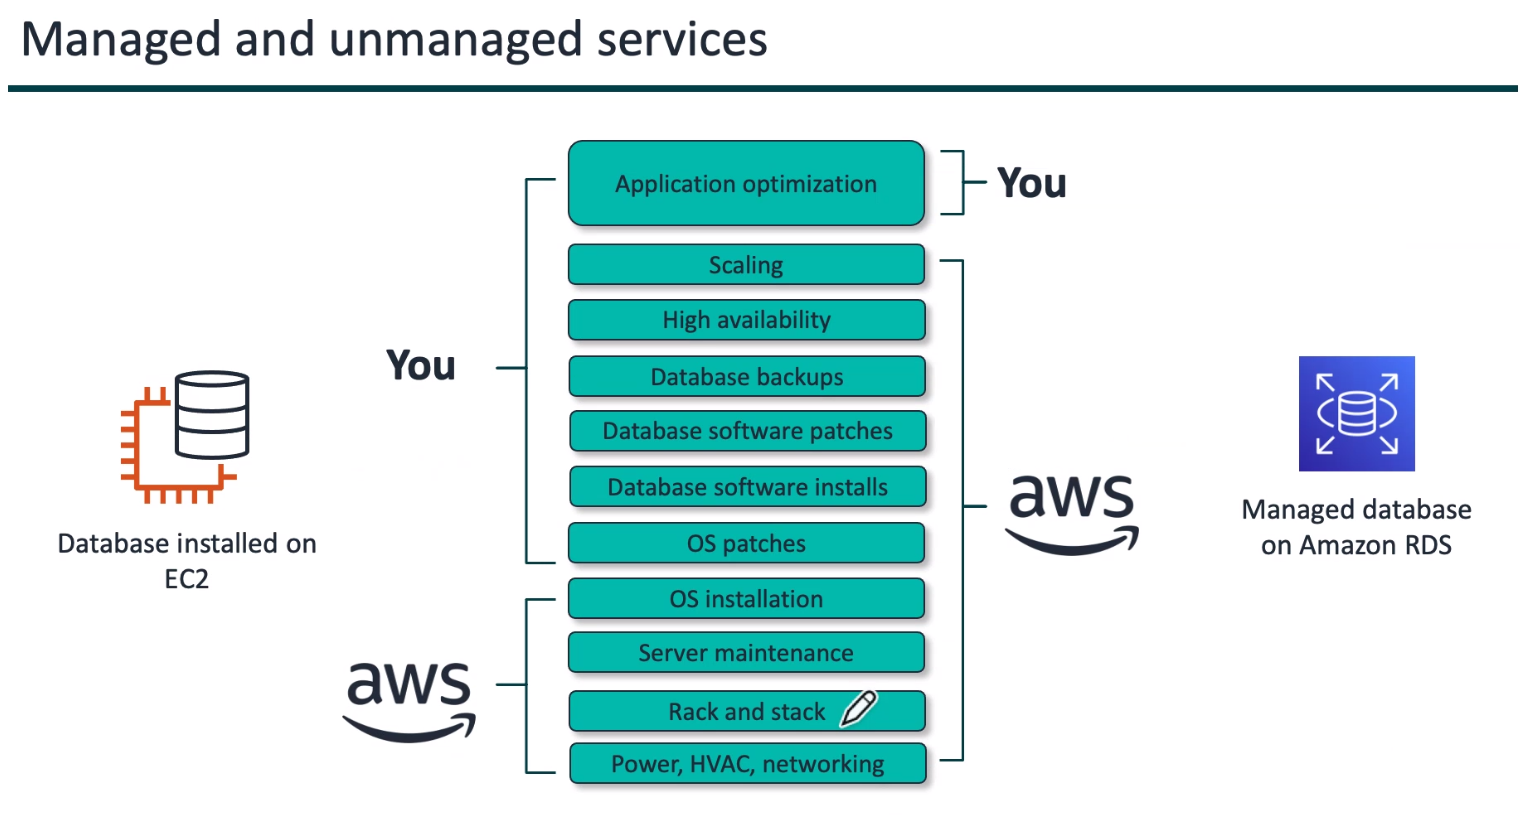 Managed and unmanaged services
Application optimization
You
Scaling
High availability
You
Database backups
Database software patches
Database software installs
aws
Managed database
on Amazon RDS
Database installed on
EC2
OS patches
OS installation
Server maintenance
aws
Rack and stack
Power, HVAC, networking